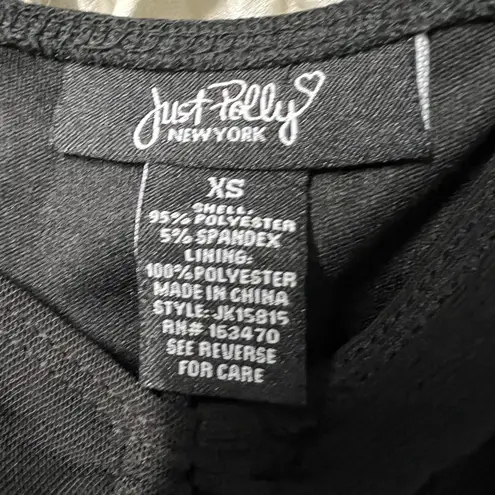 Just Polly
NEW YORK
XS
SHELL:
95% POLYESTER
5% SPANDEX
LINING:
100% POLYESTER
MADE IN CHINA
STYLE: JK15815
RN# 163470
SEE REVERSE
FOR CARE